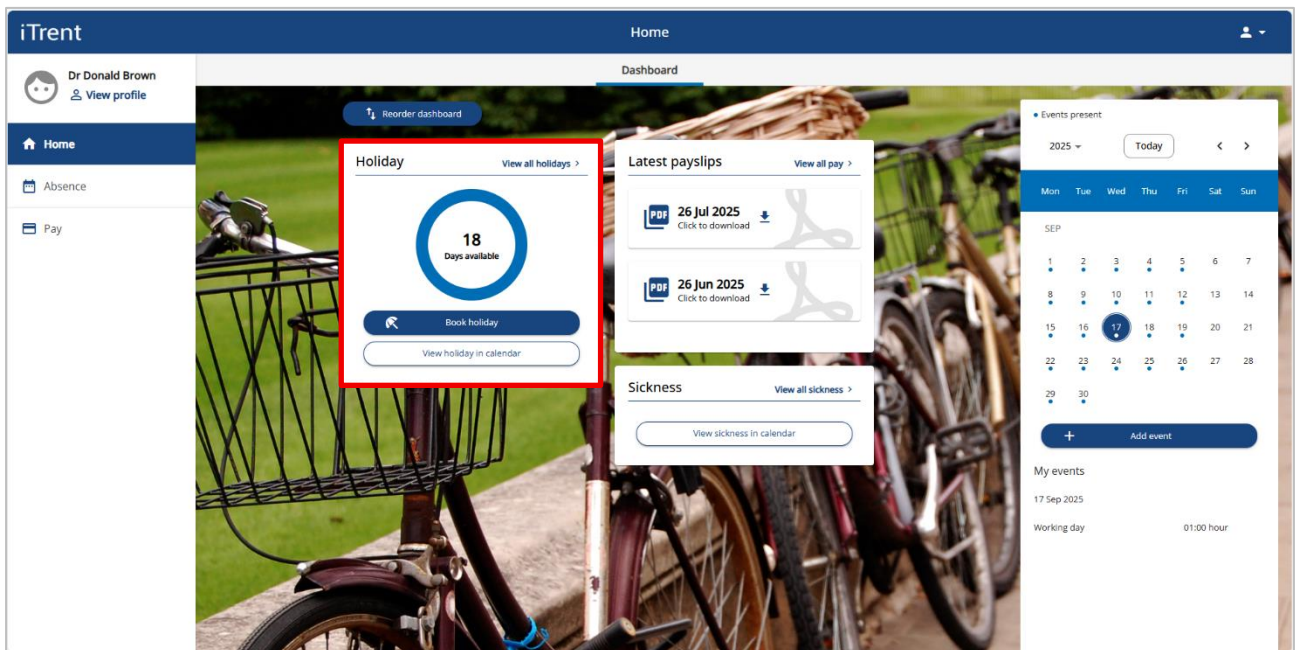 iTrent
Home
Dr Donald Brown
View profile
Home
Absence
Pay
Dashboard
Reorder dashboard
Holiday
View all holidays >
18
Days available
Book holiday
View holiday in calendar
Latest payslips
View all pay >
PDF
26 Jul 2025
Click to download
PDF
26 Jun 2025
Click to download
Sickness
View all sickness >
View sickness in calendar
Events present
2025
Today
< >
Mon Tue Wed Thu Fri Sat Sun
SEP
1 2 3 4 5 6 7
8 9 10 11 12 13 14
15 16 17 18 19 20 21
22 23 24 25 26 27 28
29 30
+ Add event
My events
17 Sep 2025
Working day 01:00 hour